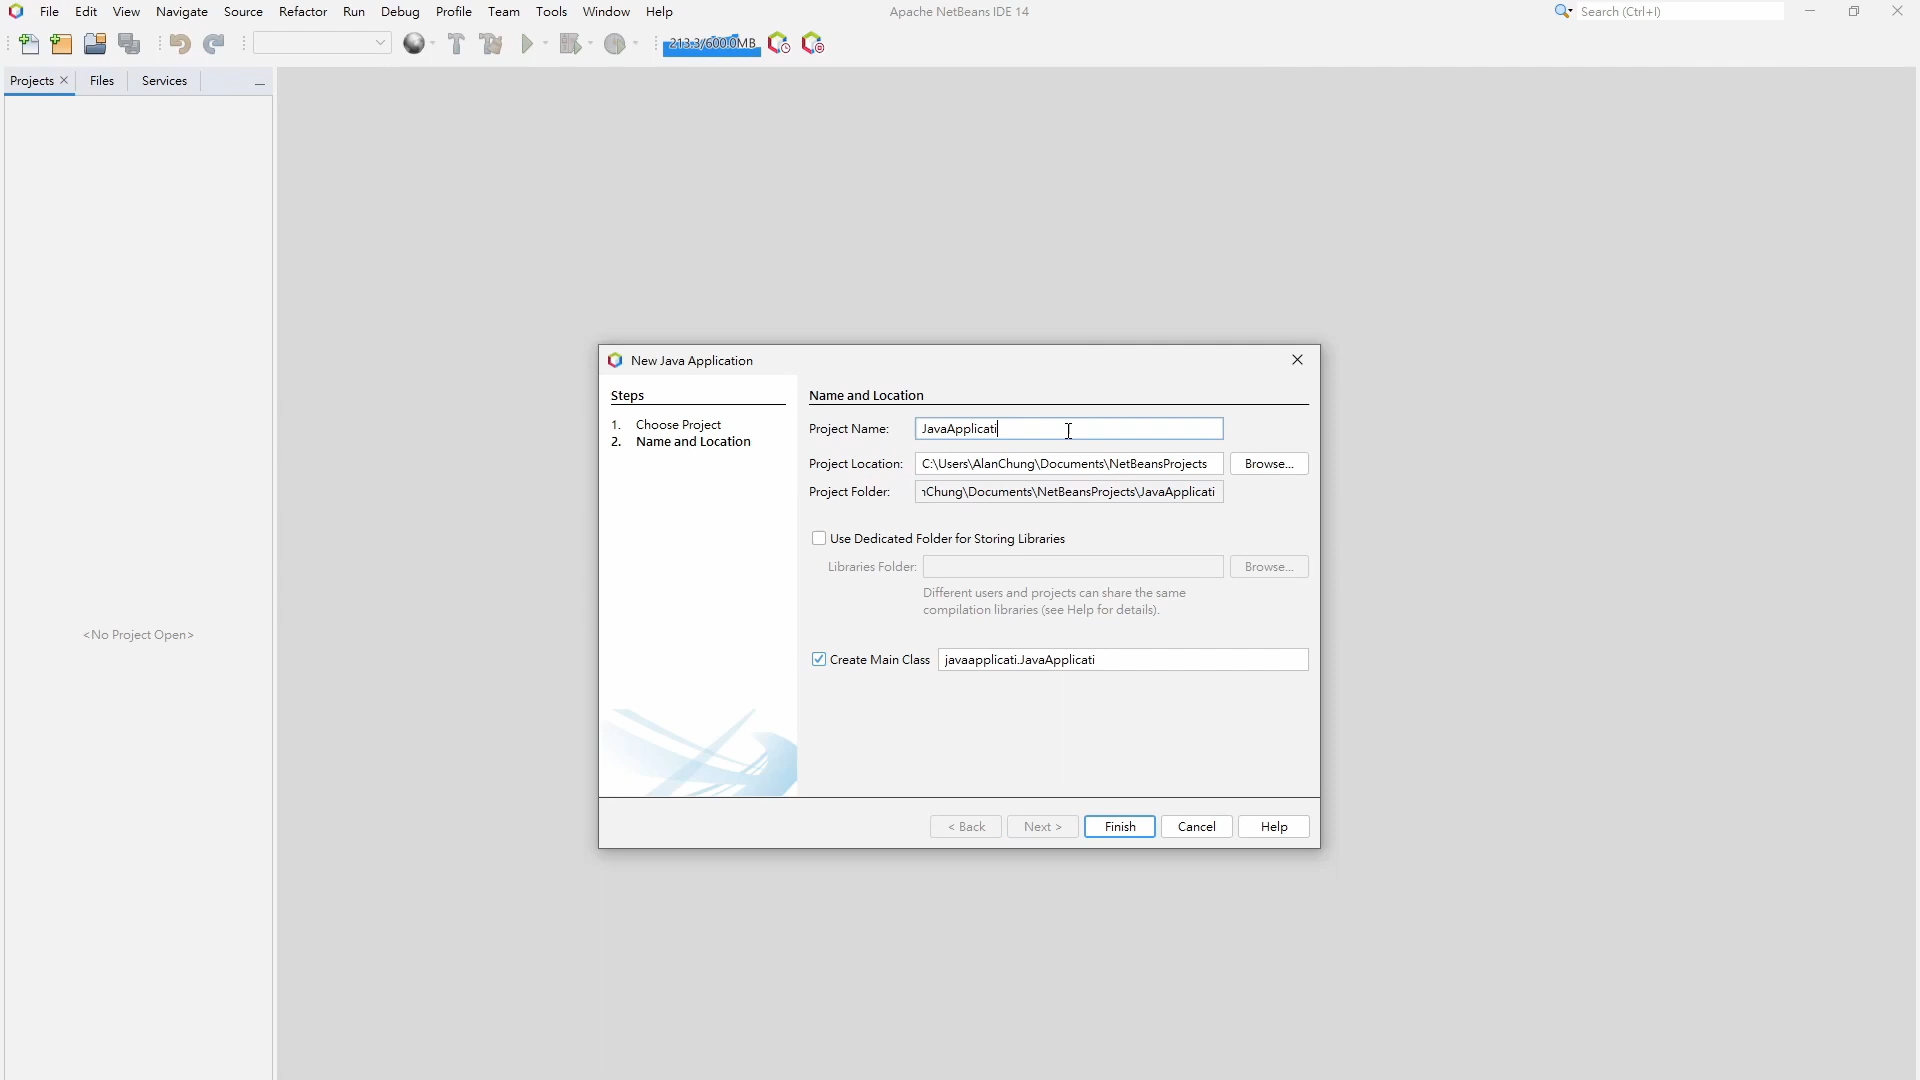 File Edit View Navigate Source Refactor Run Debug Profile Team Tools Window Help
Apache NetBeans IDE 14
Search (Ctrl+I)
213.3/600.0MB
Projects Files Services
<No Project Open>
New Java Application
Steps
1. Choose Project
2. Name and Location
Name and Location
Project Name: JavaApplicati
Project Location: C:\Users\AlanChung\Documents\NetBeansProjects Browse...
Project Folder: Chung\Documents\NetBeansProjects\JavaApplicati
Use Dedicated Folder for Storing Libraries
Libraries Folder: Browse...
Different users and projects can share the same
compilation libraries (see Help for details).
Create Main Class javaapplicati.JavaApplicati
< Back Next > Finish Cancel Help